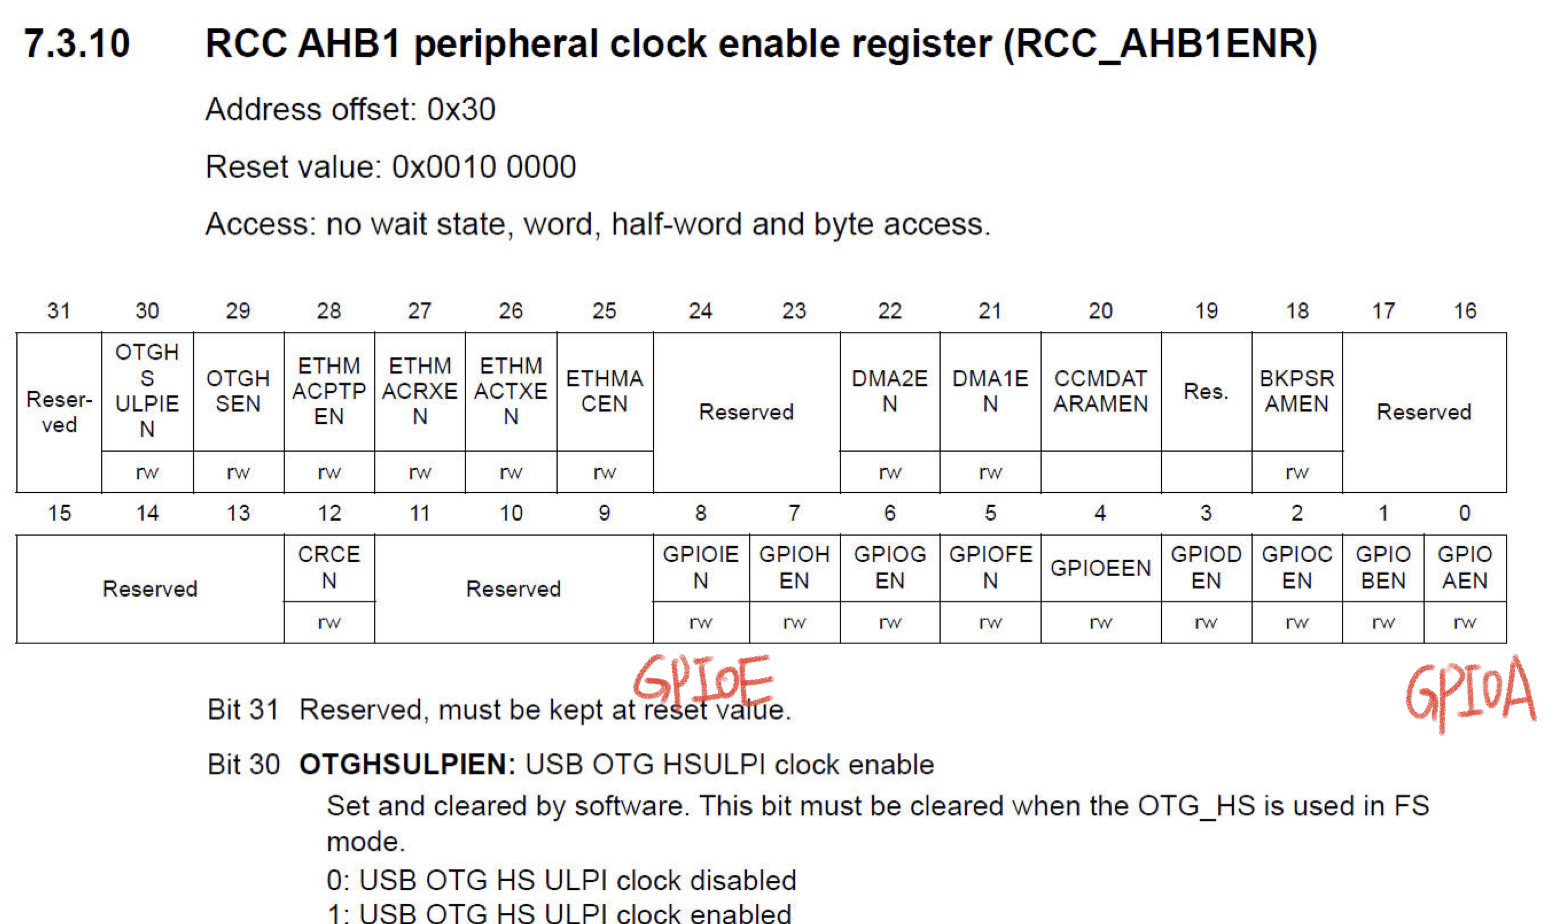 7.3.10 RCC AHB1 peripheral clock enable register (RCC_AHB1ENR)
Address offset: 0x30
Reset value: 0x0010 0000
Access: no wait state, word, half-word and byte access.
31 30 29 28 27 26 25 24 23 22 21 20 19 18 17 16
Reser-ved OTGHS ULPIEN OTGHSEN ETHMACPTPEN ETHMACRXEN ETHMACTXEN ETHMACEN Reserved DMA2EN DMA1EN CCMDATARAMEN Res. BKPSRAMEN Reserved
rw rw rw rw rw rw rw rw rw
15 14 13 12 11 10 9 8 7 6 5 4 3 2 1 0
Reserved CRCEN Reserved GPIOIEN GPIOHEN GPIOGEN GPIOFEN GPIOEEN GPIODEN GPIOCEN GPIOBEN GPIOAEN
rw rw rw rw rw rw rw rw rw rw
GPIOE GPIOA
Bit 31 Reserved, must be kept at reset value.
Bit 30 OTGHSULPIEN: USB OTG HSULPI clock enable
Set and cleared by software. This bit must be cleared when the OTG_HS is used in FS
mode.
0: USB OTG HS ULPI clock disabled
1: USB OTG HS ULPI clock enabled